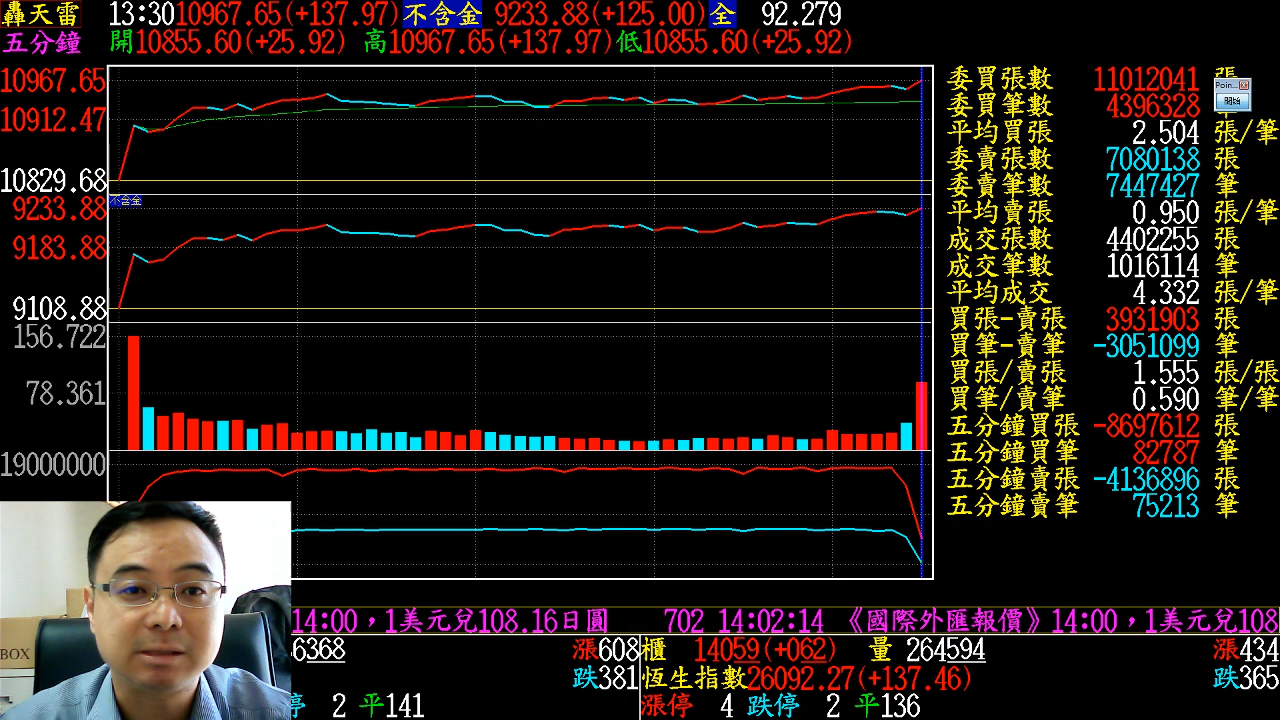 轟天雷 13:30 10967.65(+137.97) 不含金 9233.88(+125.00) 全 92.279
五分鐘 開10855.60(+25.92) 高10967.65(+137.97) 低10855.60(+25.92)
10967.65
10912.47
10829.68
不含金
9233.88
9183.88
9108.88
156.722
78.361
19000000
委買張數 11012041 張
委買筆數 4396328
平均買張 2.504 張/筆
委賣張數 7080138 張
委賣筆數 7447427 筆
平均賣張 0.950 張/筆
成交張數 4402255 張
成交筆數 1016114 筆
平均成交 4.332 張/筆
買張-賣張 3931903 張
買筆-賣筆 -3051099 筆
買張/賣張 1.555 張/張
買筆/賣筆 0.590 筆/筆
五分鐘買張 -8697612 張
五分鐘買筆 82787 筆
五分鐘賣張 -4136896 張
五分鐘賣筆 75213 筆
Poin...
開始
BOX
14:00，1美元兌108.16日圓 702 14:02:14 《國際外匯報價》14:00，1美元兌108
6368 漲608 櫃 14059(+062) 量 264594 漲434
跌381 恆生指數26092.27(+137.46) 跌365
停 2 平141 漲停 4 跌停 2 平136